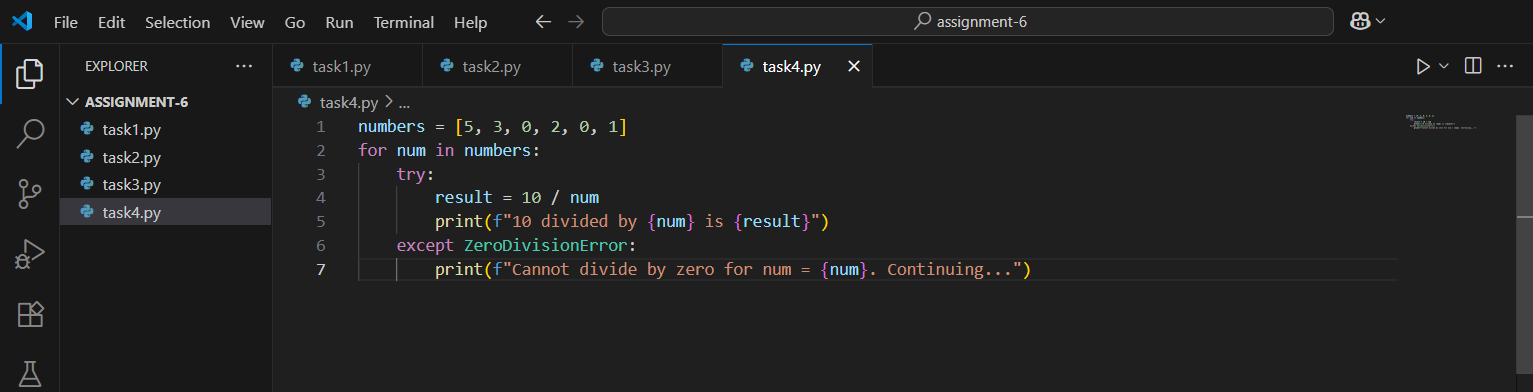 File Edit Selection View Go Run Terminal Help
assignment-6
EXPLORER
task1.py
task2.py
task3.py
task4.py
ASSIGNMENT-6
task1.py
task2.py
task3.py
task4.py
task4.py > ...
1 numbers = [5, 3, 0, 2, 0, 1]
2 for num in numbers:
3     try:
4         result = 10 / num
5         print(f"10 divided by {num} is {result}")
6     except ZeroDivisionError:
7         print(f"Cannot divide by zero for num = {num}. Continuing...")